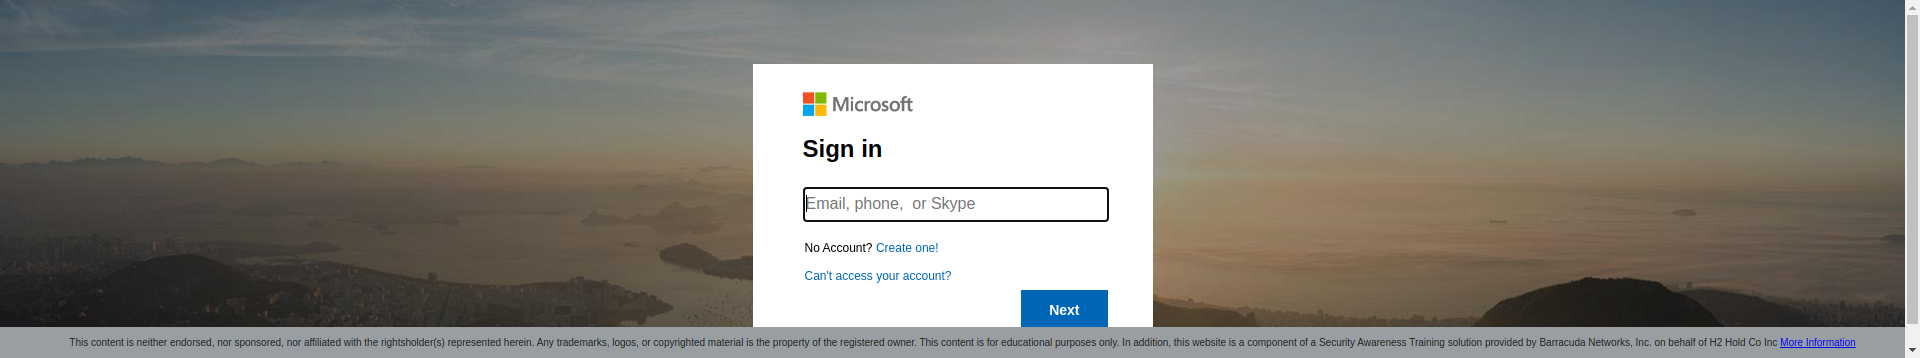 Microsoft
Sign in
Email, phone,  or Skype
No Account? Create one!
Can't access your account?
Next
This content is neither endorsed, nor sponsored, nor affiliated with the rightsholder(s) represented herein. Any trademarks, logos, or copyrighted material is the property of the registered owner. This content is for educational purposes only. In addition, this website is a component of a Security Awareness Training solution provided by Barracuda Networks, Inc. on behalf of H2 Hold Co Inc More Information